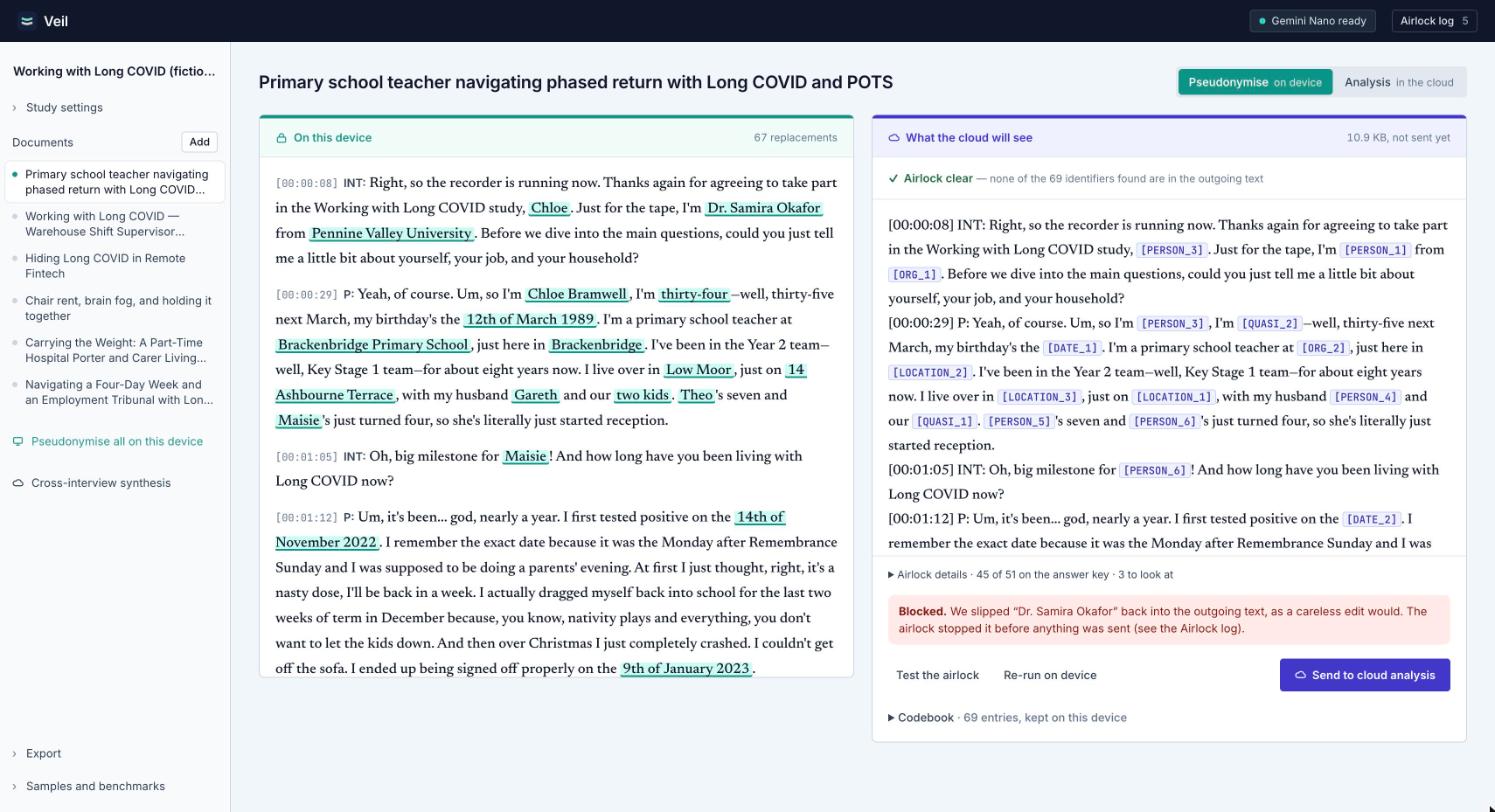 Veil
Gemini Nano ready
Airlock log 5
Working with Long COVID (fictio...
Study settings
Documents
Add
Primary school teacher navigating
phased return with Long COVID...
Working with Long COVID —
Warehouse Shift Supervisor...
Hiding Long COVID in Remote
Fintech
Chair rent, brain fog, and holding it
together
Carrying the Weight: A Part-Time
Hospital Porter and Carer Living...
Navigating a Four-Day Week and
an Employment Tribunal with Lon...
Pseudonymise all on this device
Cross-interview synthesis
Export
Samples and benchmarks
Primary school teacher navigating phased return with Long COVID and POTS
Pseudonymise on device
Analysis in the cloud
On this device
67 replacements
[00:00:08] INT: Right, so the recorder is running now. Thanks again for agreeing to take part
in the Working with Long COVID study, Chloe. Just for the tape, I'm Dr. Samira Okafor
from Pennine Valley University. Before we dive into the main questions, could you just tell
me a little bit about yourself, your job, and your household?
[00:00:29] P: Yeah, of course. Um, so I'm Chloe Bramwell, I'm thirty-four—well, thirty-five
next March, my birthday's the 12th of March 1989. I'm a primary school teacher at
Brackenbridge Primary School, just here in Brackenbridge. I've been in the Year 2 team—
well, Key Stage 1 team—for about eight years now. I live over in Low Moor, just on 14
Ashbourne Terrace, with my husband Gareth and our two kids. Theo's seven and
Maisie's just turned four, so she's literally just started reception.
[00:01:05] INT: Oh, big milestone for Maisie! And how long have you been living with
Long COVID now?
[00:01:12] P: Um, it's been... god, nearly a year. I first tested positive on the 14th of
November 2022. I remember the exact date because it was the Monday after Remembrance
Sunday and I was supposed to be doing a parents' evening. At first I just thought, right, it's a
nasty dose, I'll be back in a week. I actually dragged myself back into school for the last two
weeks of term in December because, you know, nativity plays and everything, you don't
want to let the kids down. And then over Christmas I just completely crashed. I couldn't get
off the sofa. I ended up being signed off properly on the 9th of January 2023.
What the cloud will see
10.9 KB, not sent yet
Airlock clear — none of the 69 identifiers found are in the outgoing text
[00:00:08] INT: Right, so the recorder is running now. Thanks again for agreeing to take part
in the Working with Long COVID study, [PERSON_3]. Just for the tape, I'm [PERSON_1] from
[ORG_1]. Before we dive into the main questions, could you just tell me a little bit about
yourself, your job, and your household?
[00:00:29] P: Yeah, of course. Um, so I'm [PERSON_3], I'm [QUASI_2]—well, thirty-five next
March, my birthday's the [DATE_1]. I'm a primary school teacher at [ORG_2], just here in
[LOCATION_2]. I've been in the Year 2 team—well, Key Stage 1 team—for about eight years
now. I live over in [LOCATION_3], just on [LOCATION_1], with my husband [PERSON_4] and
our [QUASI_1]. [PERSON_5]'s seven and [PERSON_6]'s just turned four, so she's literally just
started reception.
[00:01:05] INT: Oh, big milestone for [PERSON_6]! And how long have you been living with
Long COVID now?
[00:01:12] P: Um, it's been... god, nearly a year. I first tested positive on the [DATE_2]. I
remember the exact date because it was the Monday after Remembrance Sunday and I was
Airlock details · 45 of 51 on the answer key · 3 to look at
Blocked. We slipped “Dr. Samira Okafor” back into the outgoing text, as a careless edit would. The
airlock stopped it before anything was sent (see the Airlock log).
Test the airlock
Re-run on device
Send to cloud analysis
Codebook · 69 entries, kept on this device